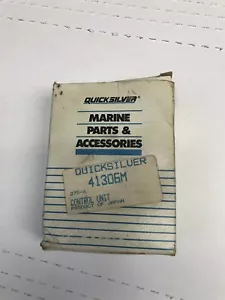 QUICKSILVER
MARINE
PARTS &
ACCESSORIES
QUICKSILVER
41306M
CONTROL UNIT
PRODUCT OF JAPAN